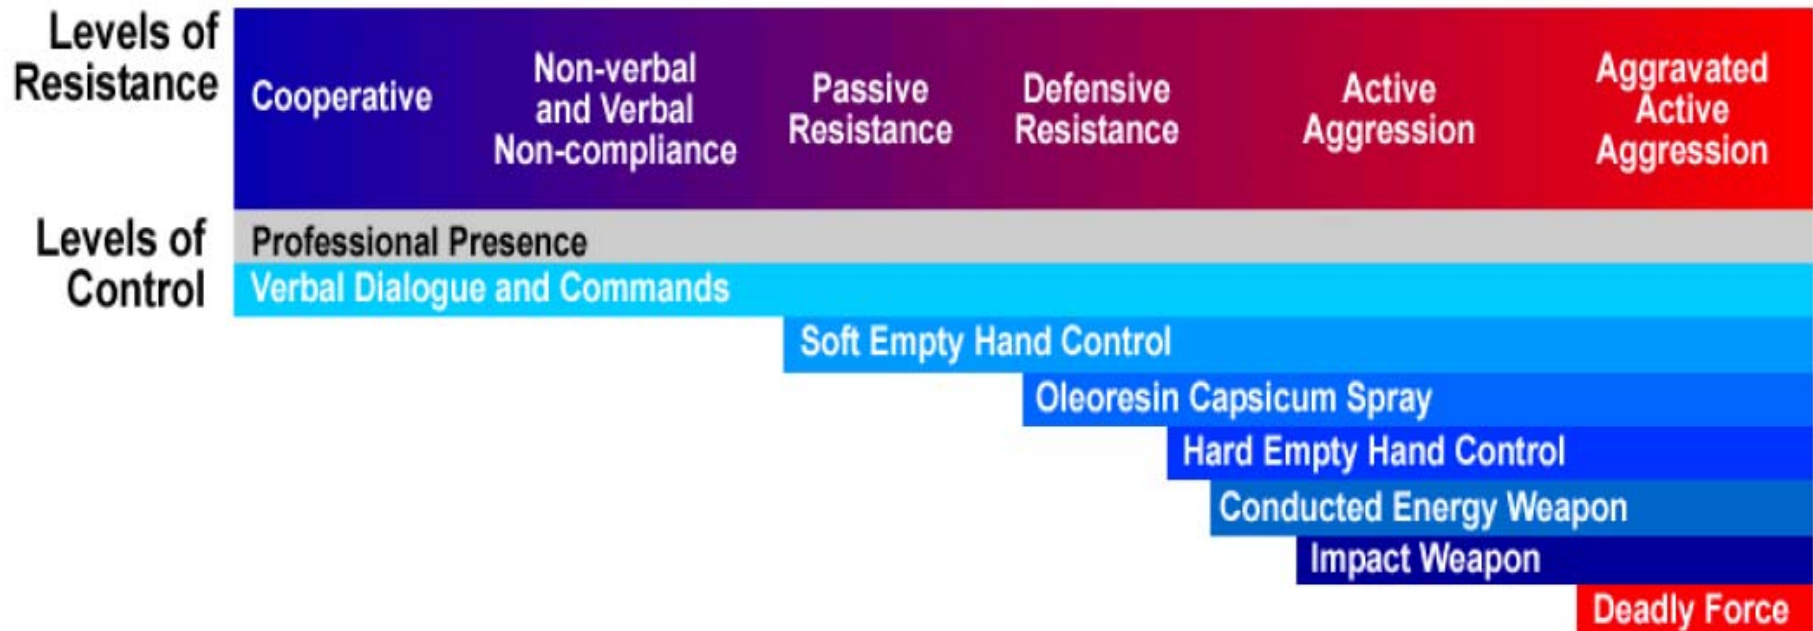 Levels of
Resistance
Cooperative
Non-verbal
and Verbal
Non-compliance
Passive
Resistance
Defensive
Resistance
Active
Aggression
Aggravated
Active
Aggression
Levels of
Control
Professional Presence
Verbal Dialogue and Commands
Soft Empty Hand Control
Oleoresin Capsicum Spray
Hard Empty Hand Control
Conducted Energy Weapon
Impact Weapon
Deadly Force